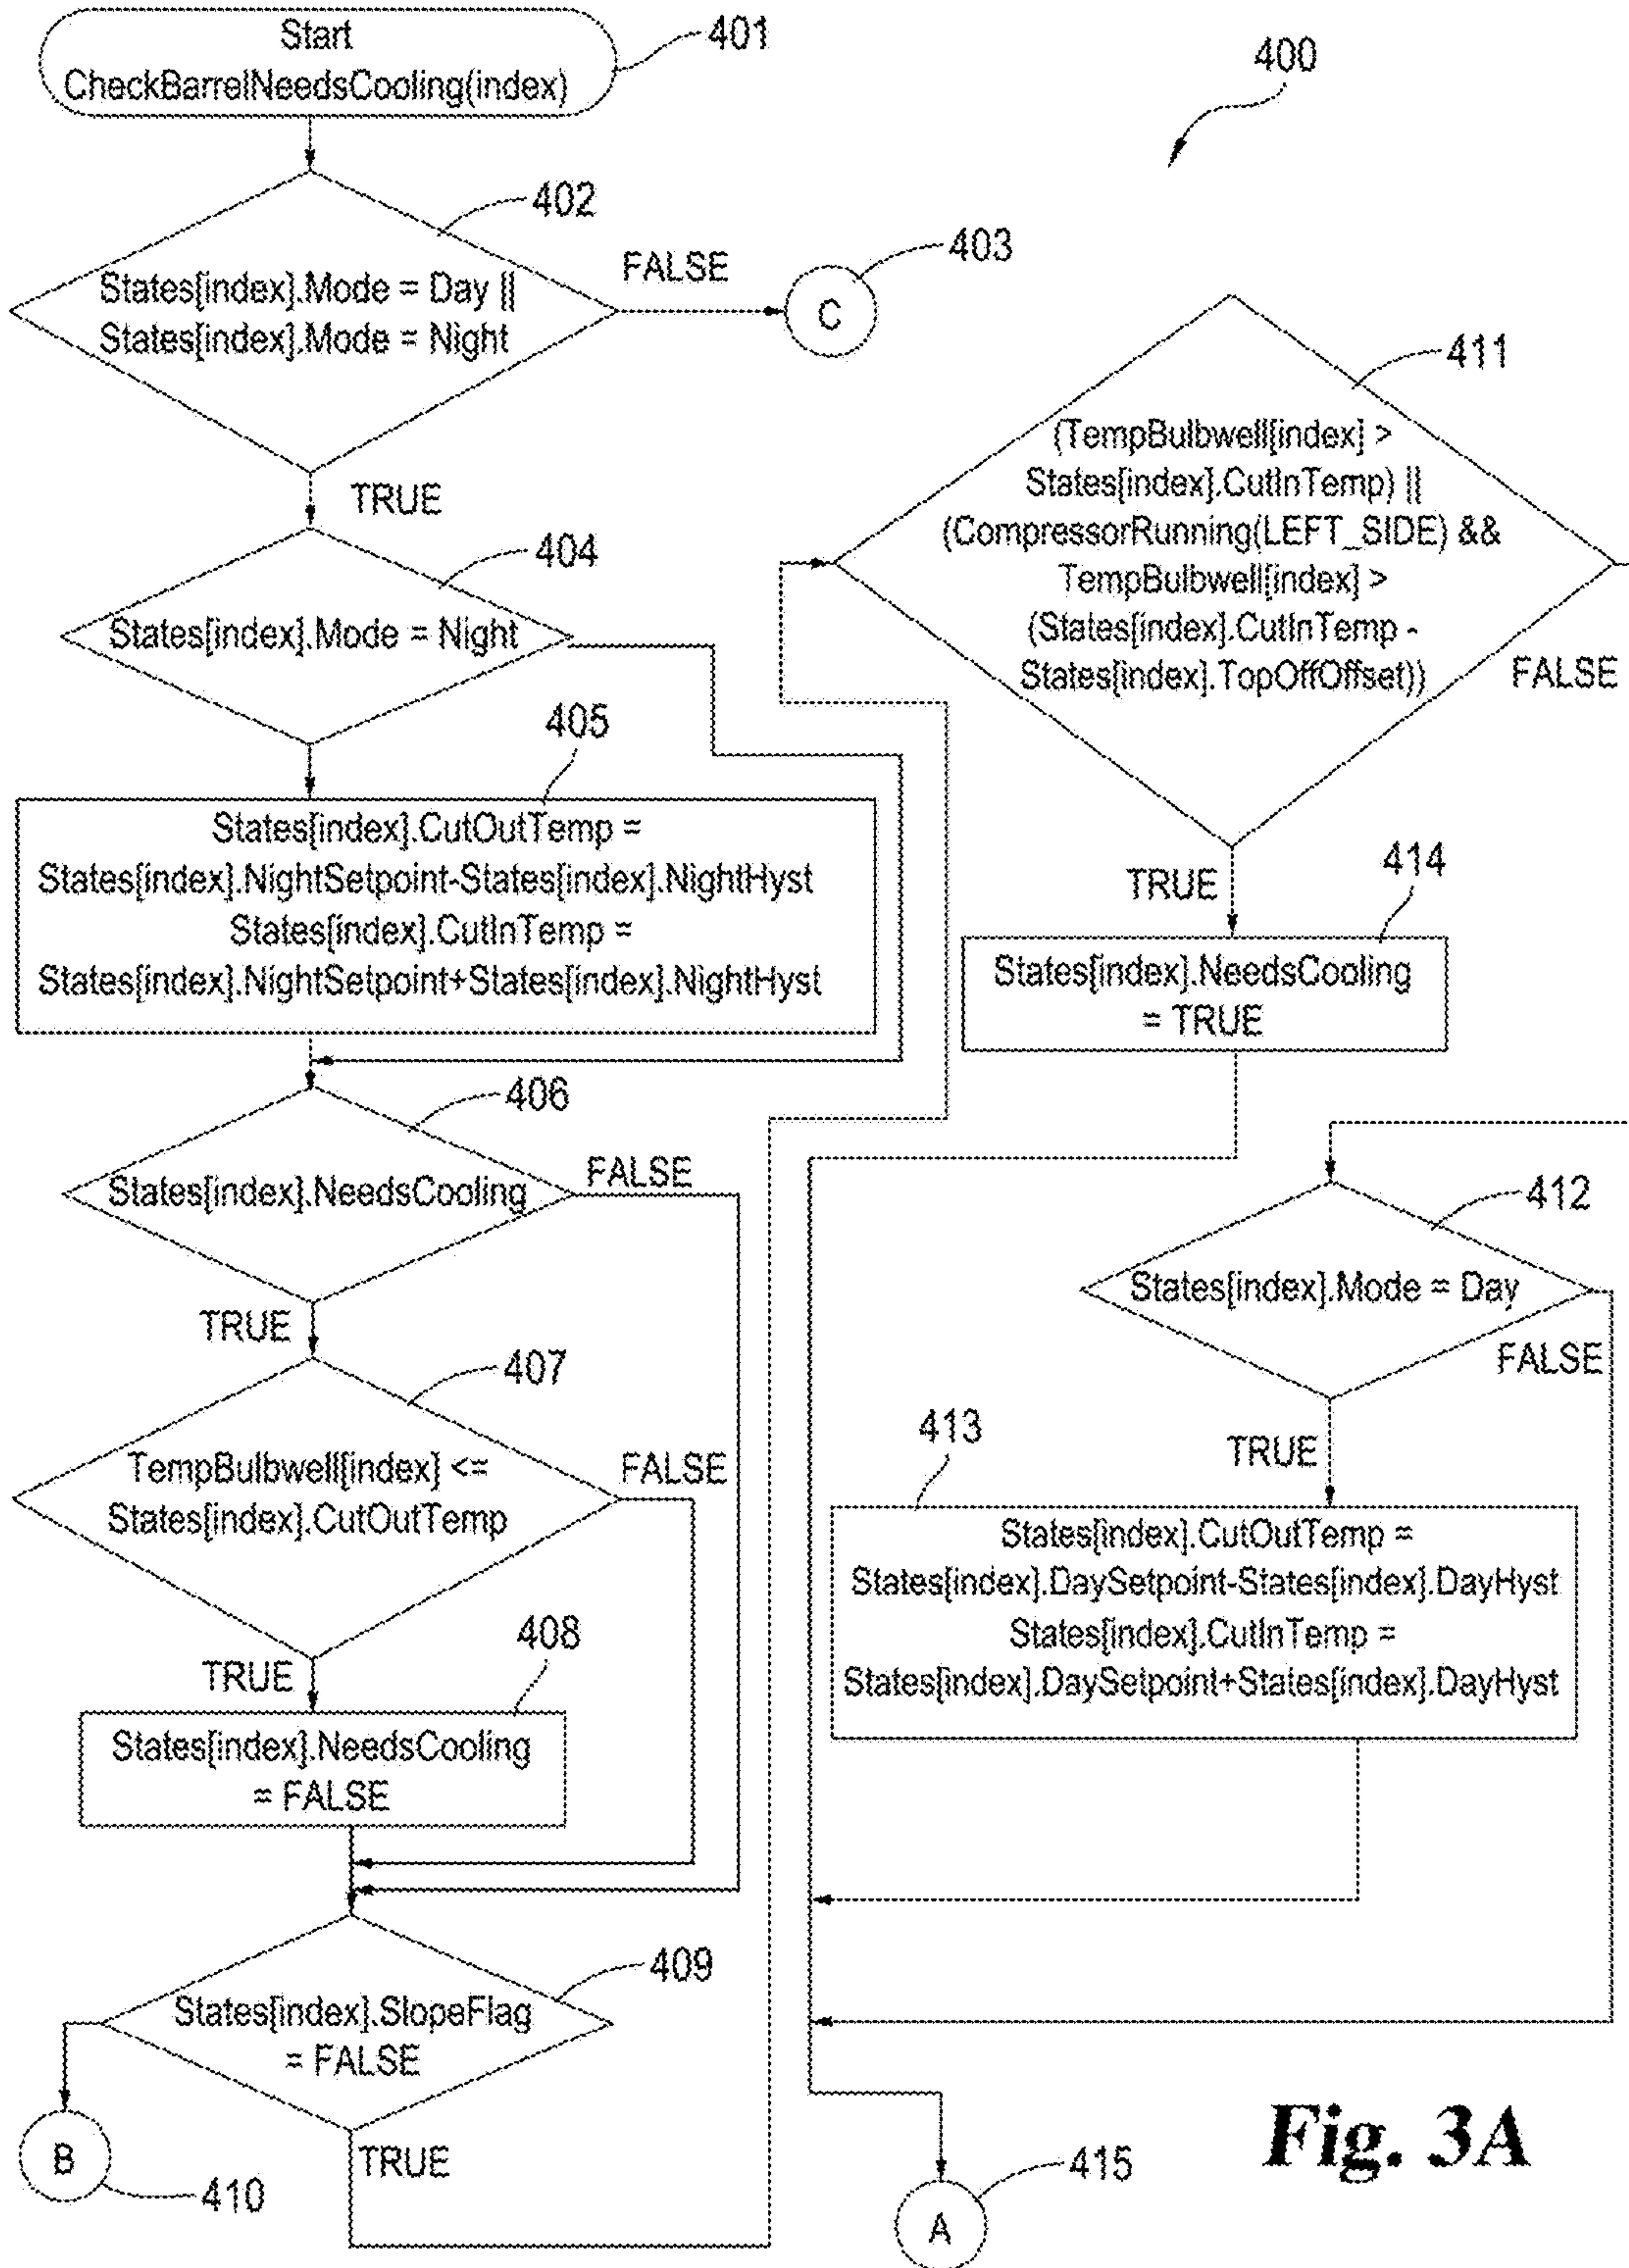 Start
CheckBarrelNeedsCooling(index)
401
400
402
States[index].Mode = Day ||
States[index].Mode = Night
FALSE
403
C
TRUE
404
States[index].Mode = Night
405
States[index].CutOutTemp =
States[index].NightSetpoint-States[index].NightHyst
States[index].CutInTemp =
States[index].NightSetpoint+States[index].NightHyst
406
States[index].NeedsCooling
FALSE
TRUE
407
TempBulbwell[index] <=
States[index].CutOutTemp
FALSE
TRUE
408
States[index].NeedsCooling
= FALSE
409
States[index].SlopeFlag
= FALSE
B
410
TRUE
411
(TempBulbwell[index] >
States[index].CutInTemp) ||
(CompressorRunning(LEFT_SIDE) &&
TempBulbwell[index] >
(States[index].CutInTemp -
States[index].TopOffOffset))
FALSE
TRUE
414
States[index].NeedsCooling
= TRUE
412
States[index].Mode = Day
FALSE
TRUE
413
States[index].CutOutTemp =
States[index].DaySetpoint-States[index].DayHyst
States[index].CutInTemp =
States[index].DaySetpoint+States[index].DayHyst
415
A
Fig. 3A